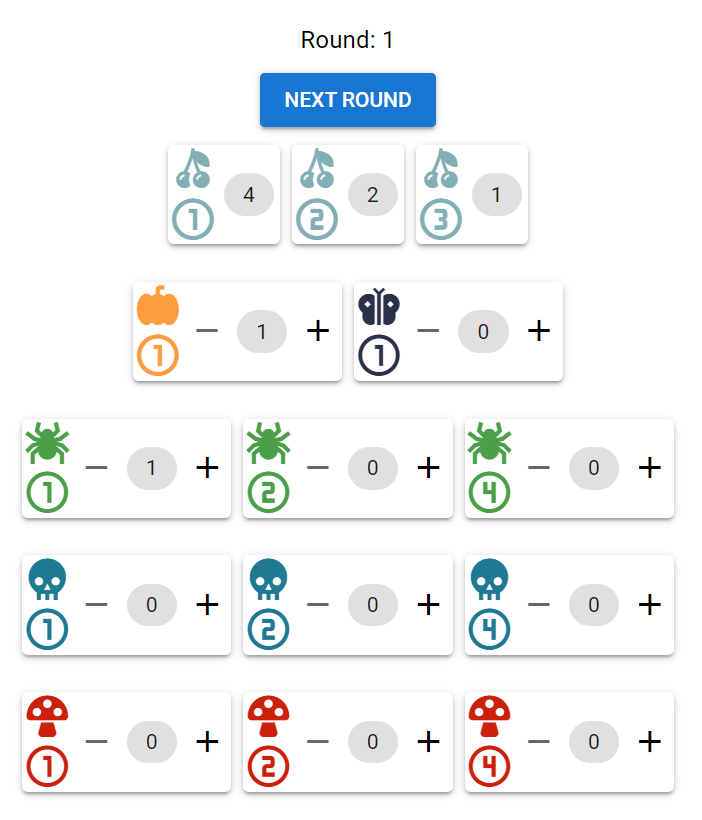 Round: 1
NEXT ROUND
4 2 1
1 2 3
− 1 + − 0 +
1 1
− 1 + − 0 + − 0 +
1 2 4
− 0 + − 0 + − 0 +
1 2 4
− 0 + − 0 + − 0 +
1 2 4